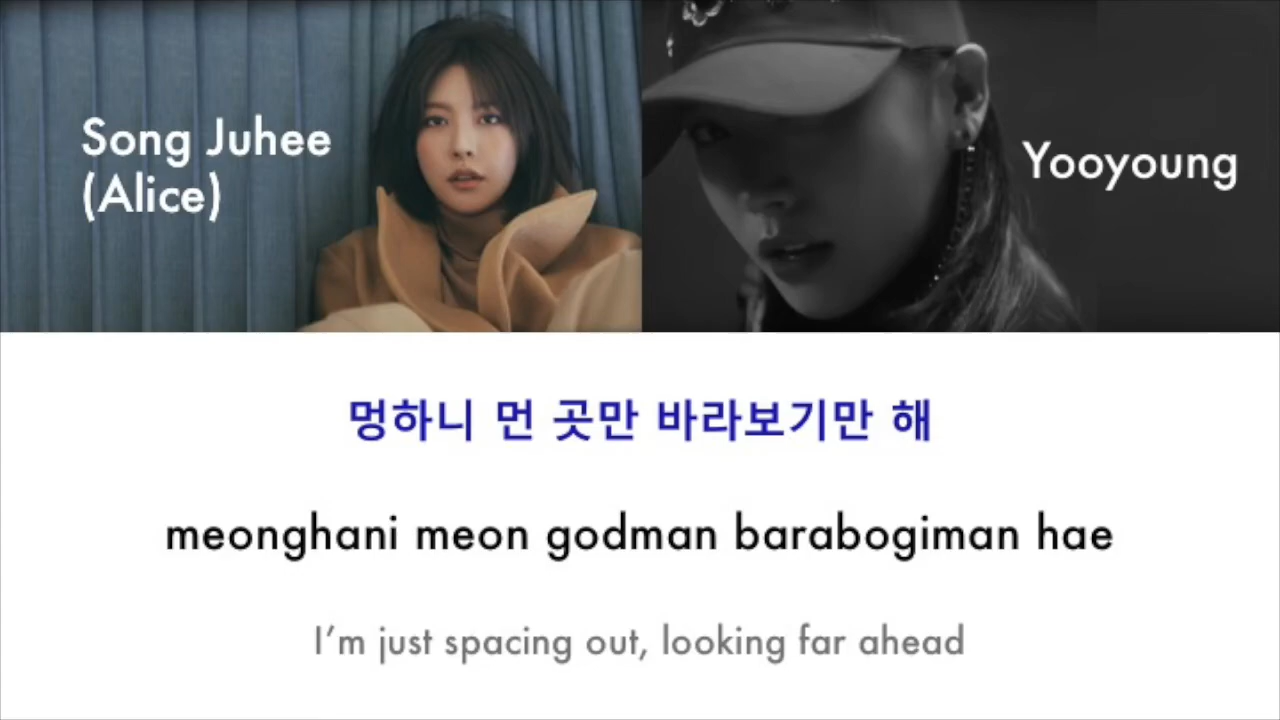 Song Juhee
(Alice)
Yooyoung
멍하니 먼 곳만 바라보기만 해
meonghani meon godman barabogiman hae
I’m just spacing out, looking far ahead